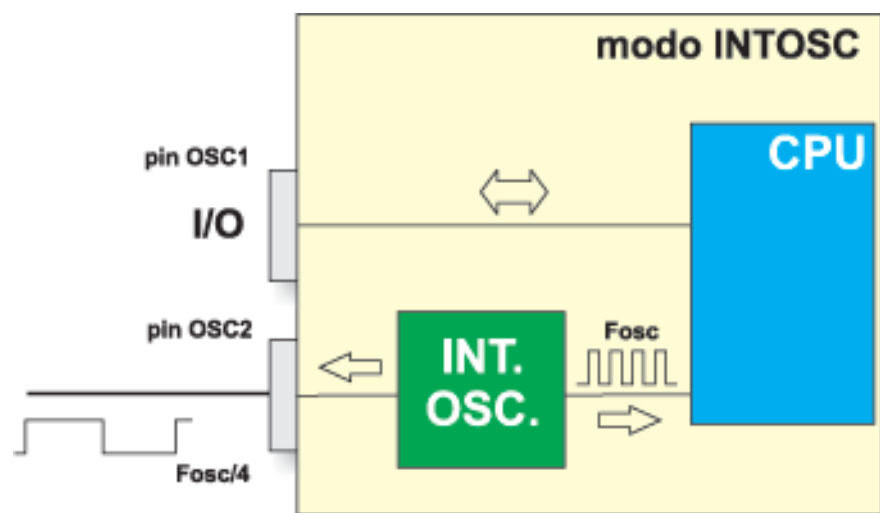 modo INTOSC
CPU
pin OSC1
I/O
pin OSC2
INT.
OSC.
Fosc
Fosc/4